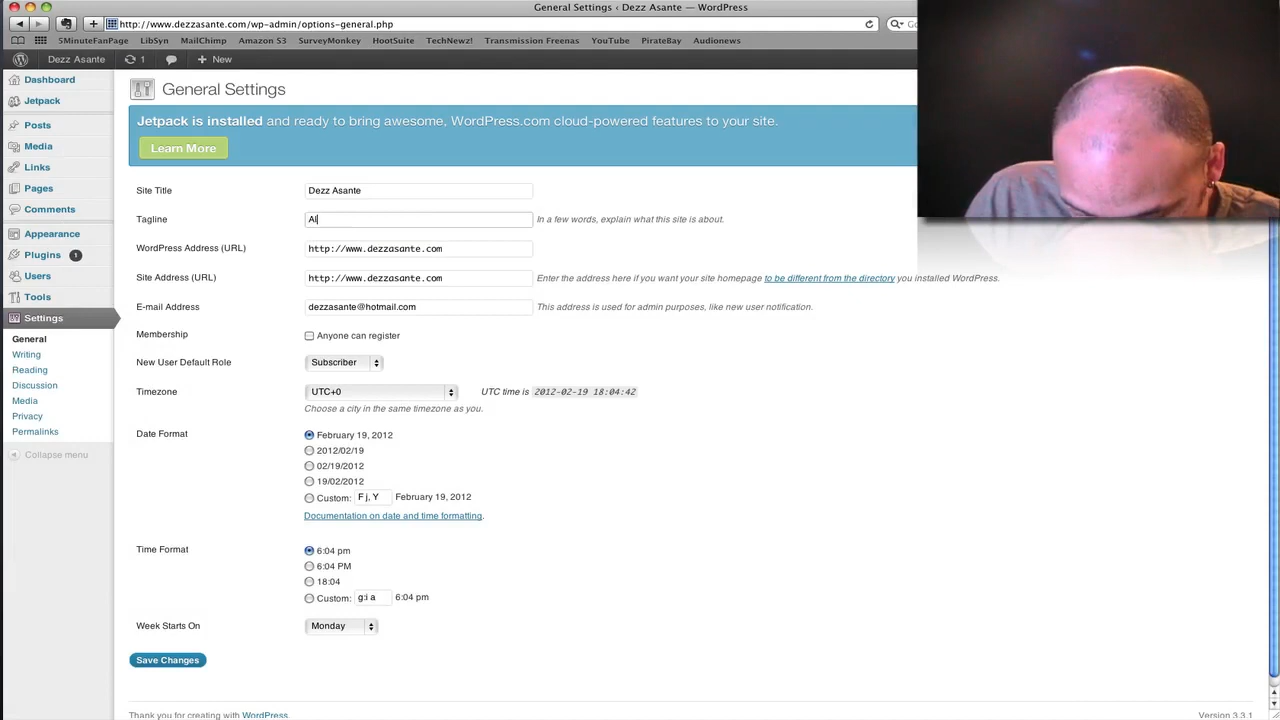 General Settings ‹ Dezz Asante — WordPress
http://www.dezzasante.com/wp-admin/options-general.php
5MinuteFanPage LibSyn MailChimp Amazon S3 SurveyMonkey HootSuite TechNewz! Transmission Freenas YouTube PirateBay Audionews
Dezz Asante 1 New
Dashboard
Jetpack
Posts
Media
Links
Pages
Comments
Appearance
Plugins 1
Users
Tools
Settings
General
Writing
Reading
Discussion
Media
Privacy
Permalinks
Collapse menu
General Settings
Jetpack is installed and ready to bring awesome, WordPress.com cloud-powered features to your site.
Learn More
Site Title Dezz Asante
Tagline Al In a few words, explain what this site is about.
WordPress Address (URL) http://www.dezzasante.com
Site Address (URL) http://www.dezzasante.com Enter the address here if you want your site homepage to be different from the directory you installed WordPress.
E-mail Address dezzasante@hotmail.com This address is used for admin purposes, like new user notification.
Membership Anyone can register
New User Default Role Subscriber
Timezone UTC+0 UTC time is 2012-02-19 18:04:42
Choose a city in the same timezone as you.
Date Format February 19, 2012
2012/02/19
02/19/2012
19/02/2012
Custom: F j, Y February 19, 2012
Documentation on date and time formatting.
Time Format 6:04 pm
6:04 PM
18:04
Custom: g:i a 6:04 pm
Week Starts On Monday
Save Changes
Thank you for creating with WordPress. Version 3.3.1